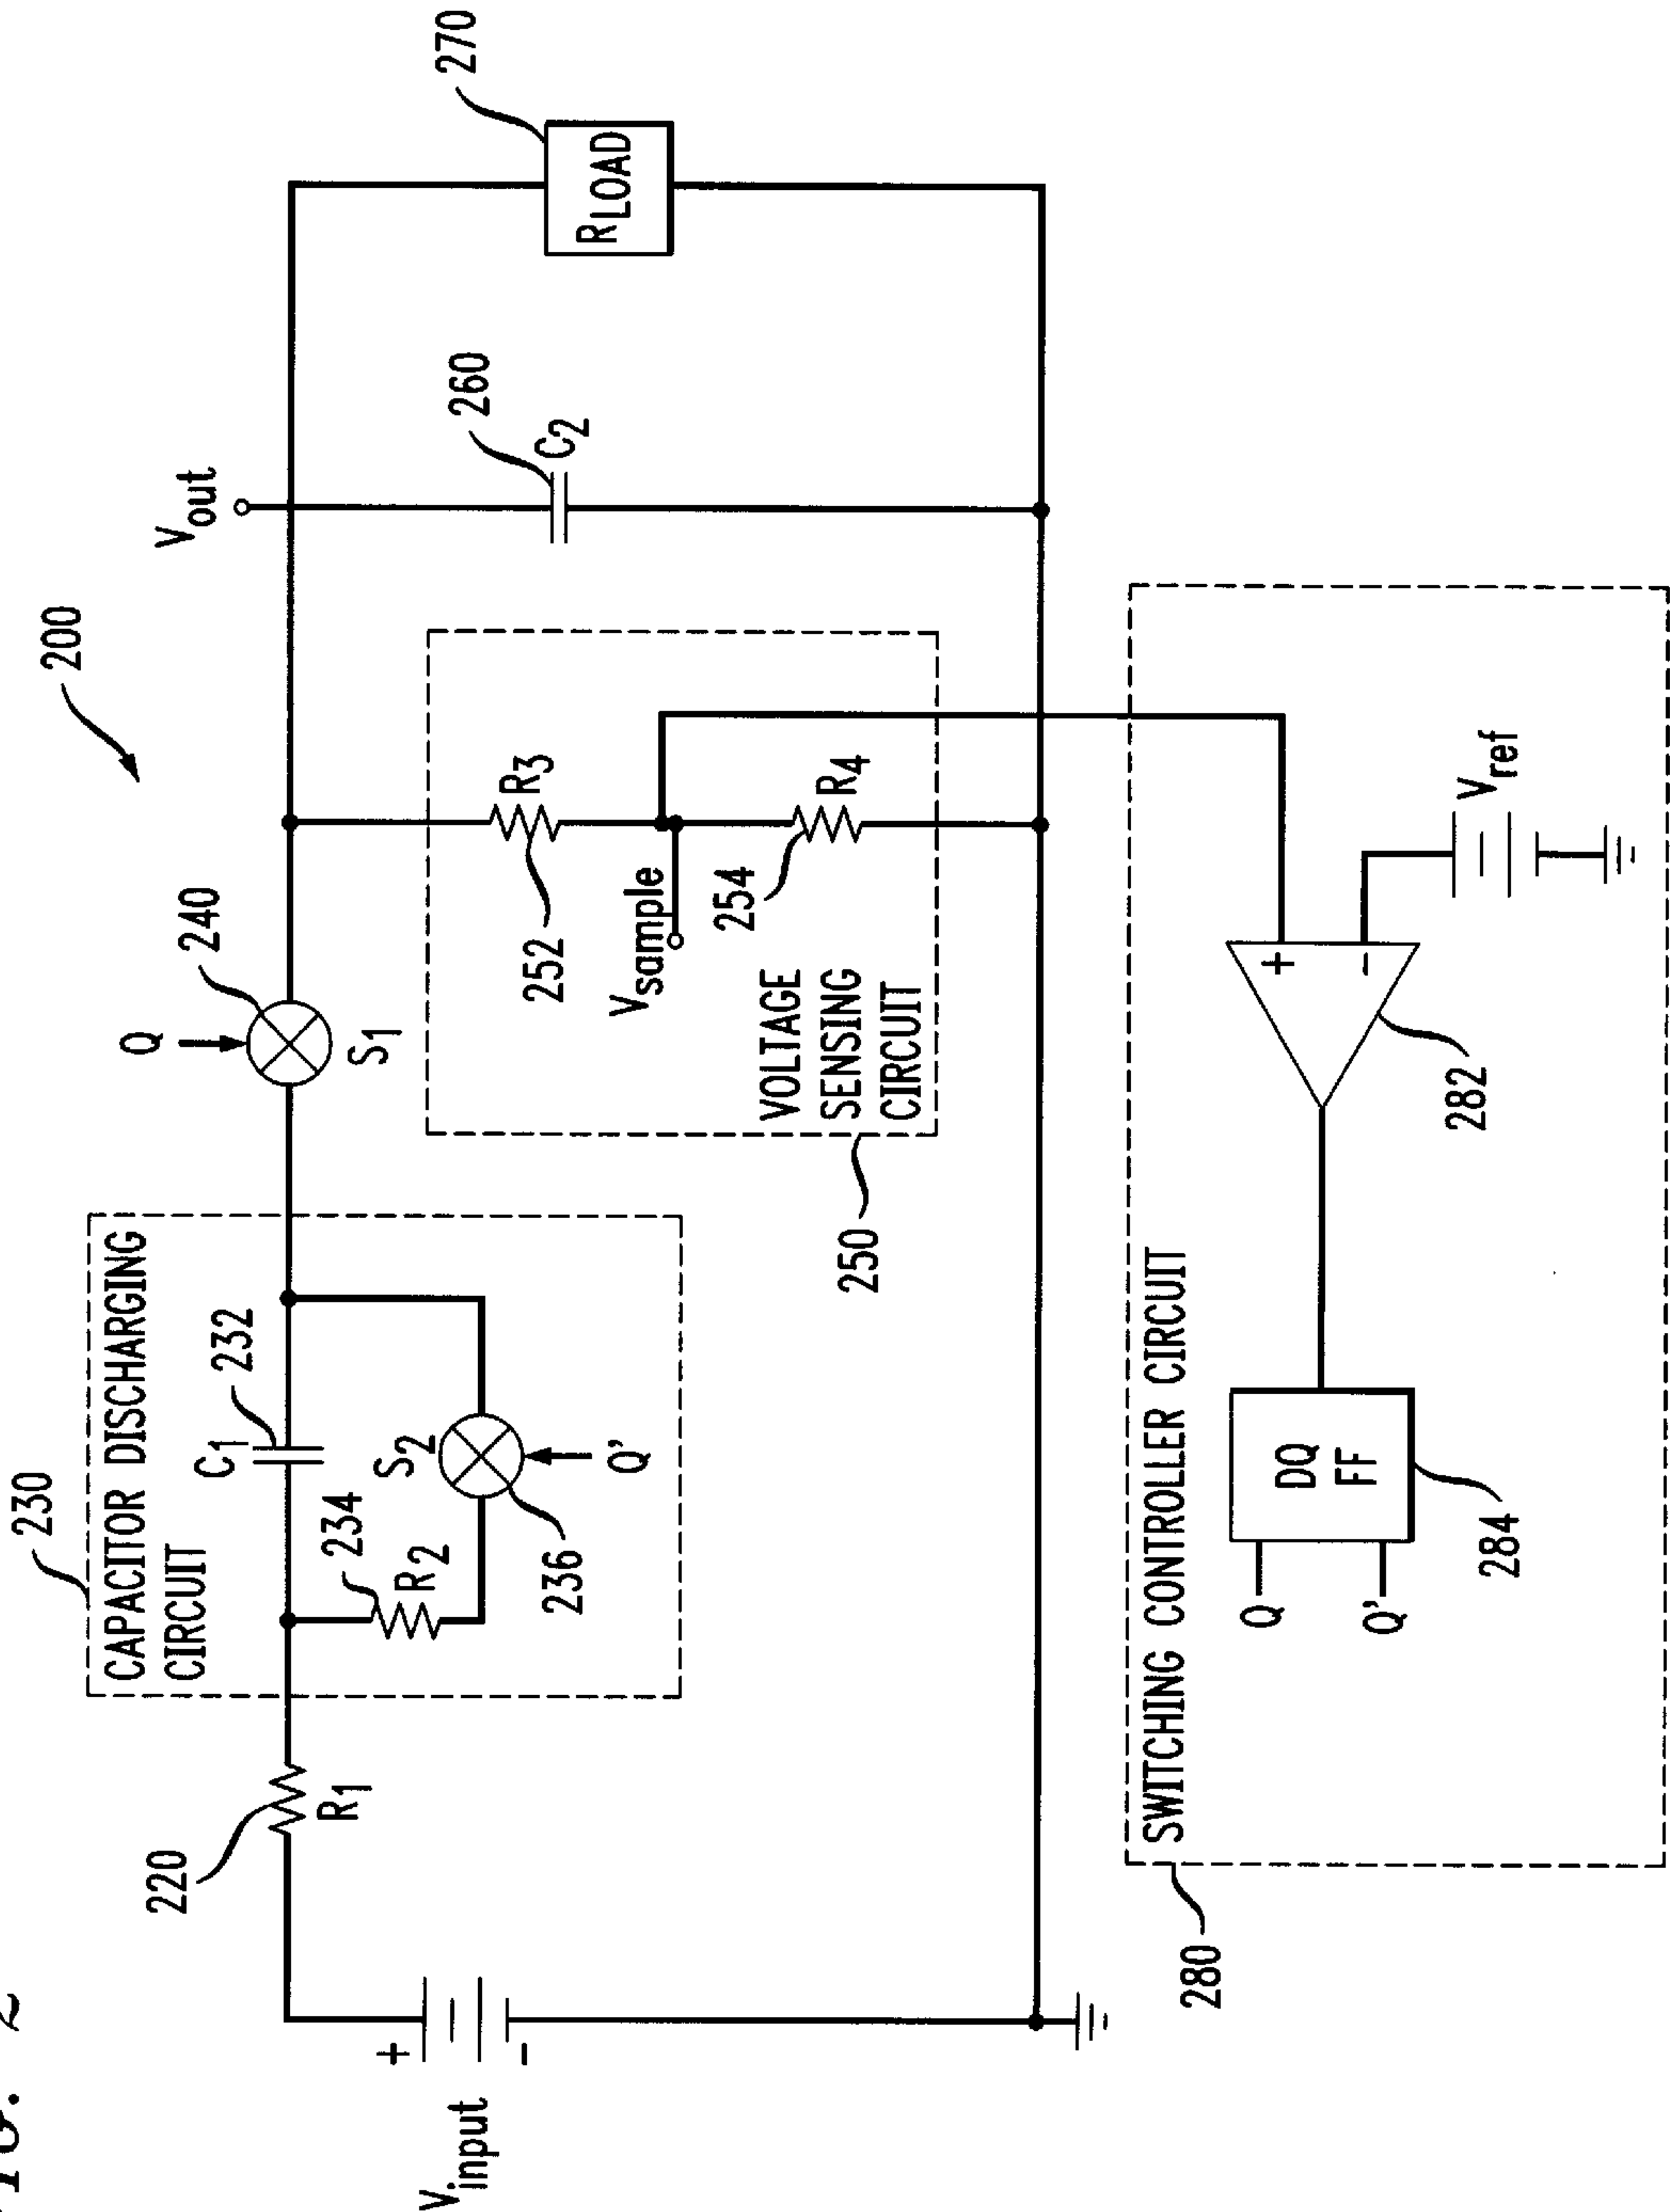 FIG. 2
200
230
CAPACITOR DISCHARGING
CIRCUIT
C1
232
234
R2
S2
236
Q'
220
R1
Vinput
+
-
Q
240
S1
250
VOLTAGE
SENSING
CIRCUIT
Vsample
252
R3
254
R4
Vout
260
C2
270
RLOAD
280
SWITCHING CONTROLLER CIRCUIT
Q
Q'
DQ
FF
284
282
+
-
Vref